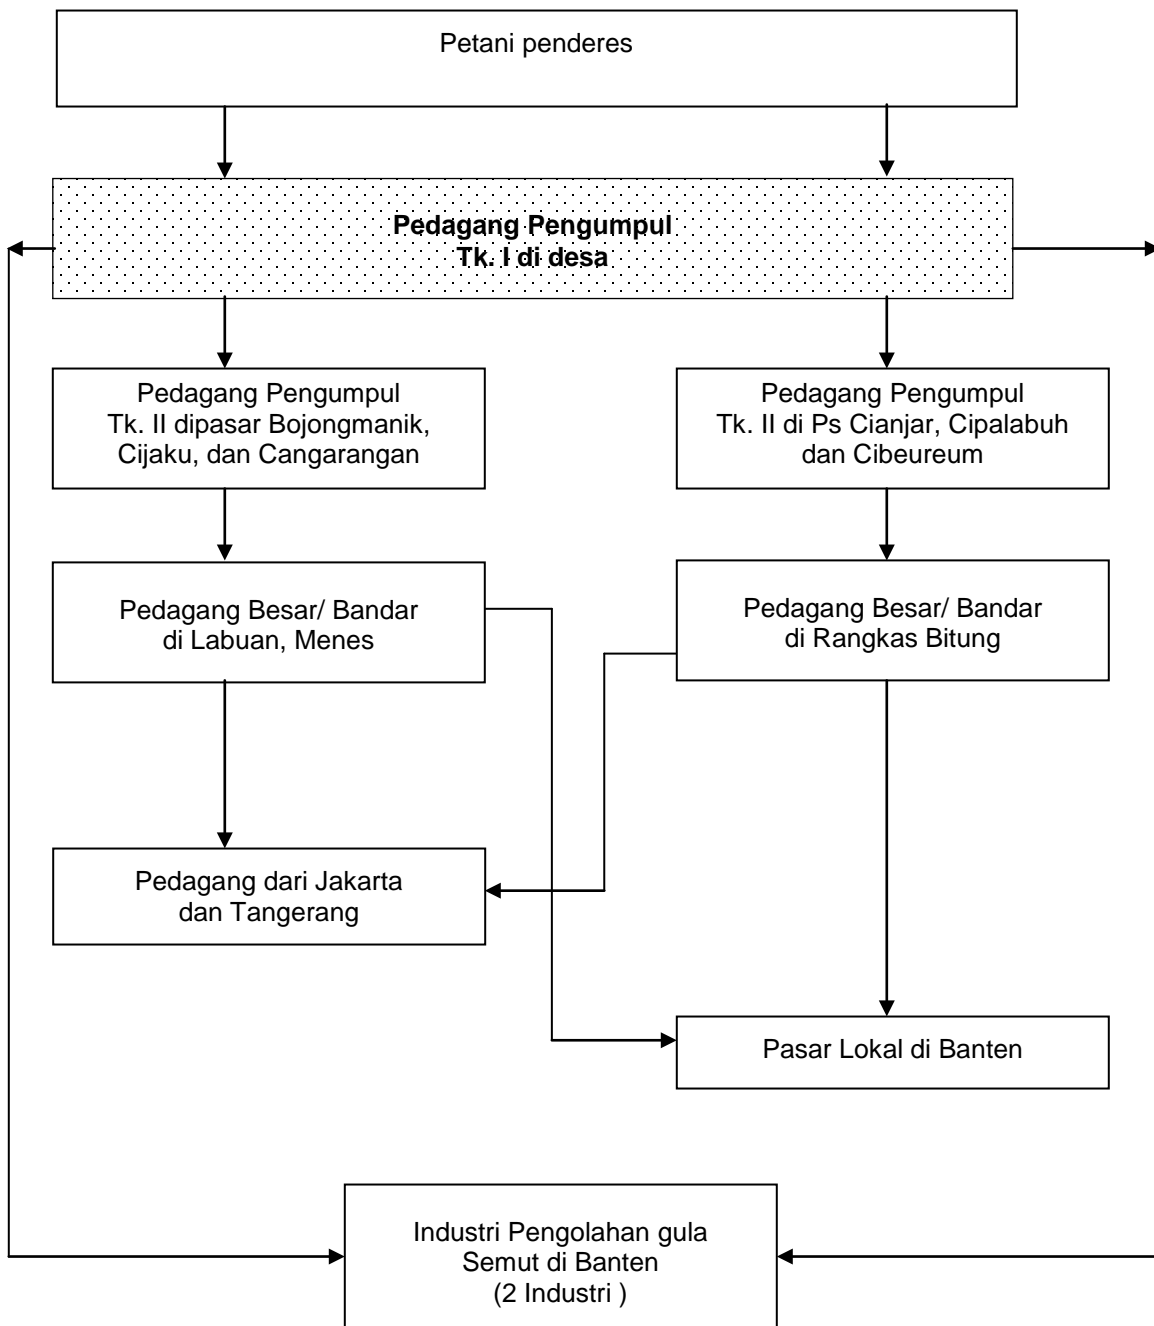 Petani penderes
Pedagang Pengumpul
Tk. I di desa
Pedagang Pengumpul
Tk. II dipasar Bojongmanik,
Cijaku, dan Cangarangan
Pedagang Pengumpul
Tk. II di Ps Cianjar, Cipalabuh
dan Cibeureum
Pedagang Besar/ Bandar
di Labuan, Menes
Pedagang Besar/ Bandar
di Rangkas Bitung
Pedagang dari Jakarta
dan Tangerang
Pasar Lokal di Banten
Industri Pengolahan gula
Semut di Banten
(2 Industri )